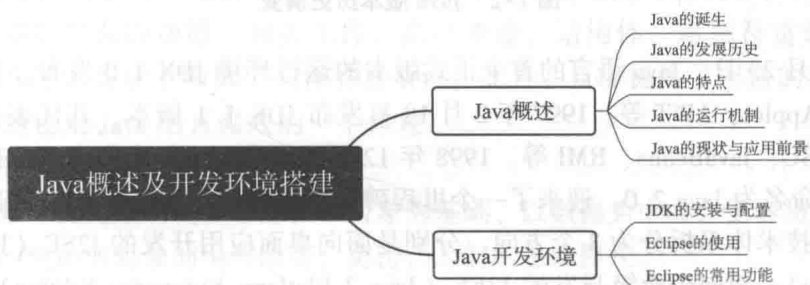 Java的诞生
Java的发展历史
Java概述
Java的特点
Java的运行机制
Java的现状与应用前景
Java概述及开发环境搭建
JDK的安装与配置
Java开发环境
Eclipse的使用
Eclipse的常用功能